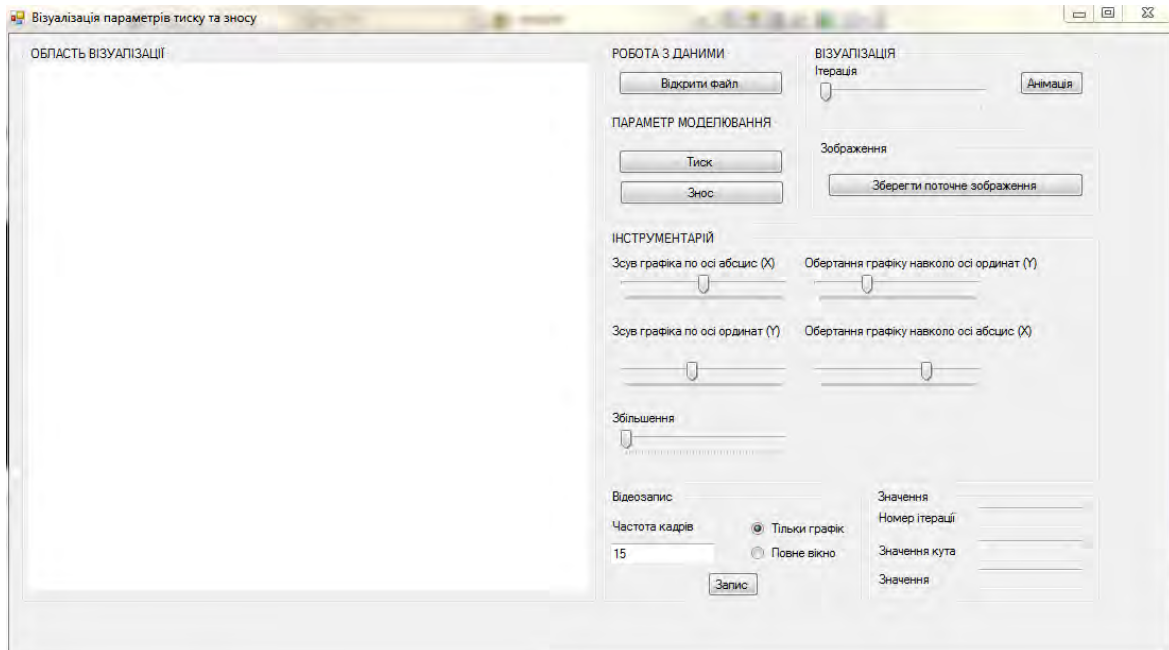 Візуалізація параметрів тиску та зносу
ОБЛАСТЬ ВІЗУАЛІЗАЦІЇ
РОБОТА З ДАНИМИ
Відкрити файл
ПАРАМЕТР МОДЕЛЮВАННЯ
Тиск
Знос
ВІЗУАЛІЗАЦІЯ
Ітерація
Анімація
Зображення
Зберегти поточне зображення
ІНСТРУМЕНТАРІЙ
Зсув графіка по осі абсцис (X)
Обертання графіку навколо осі ординат (Y)
Зсув графіка по осі ординат (Y)
Обертання графіку навколо осі абсцис (X)
Збільшення
Відеозапис
Частота кадрів
15
Тільки графік
Повне вікно
Запис
Значення
Номер ітерації
Значення кута
Значення